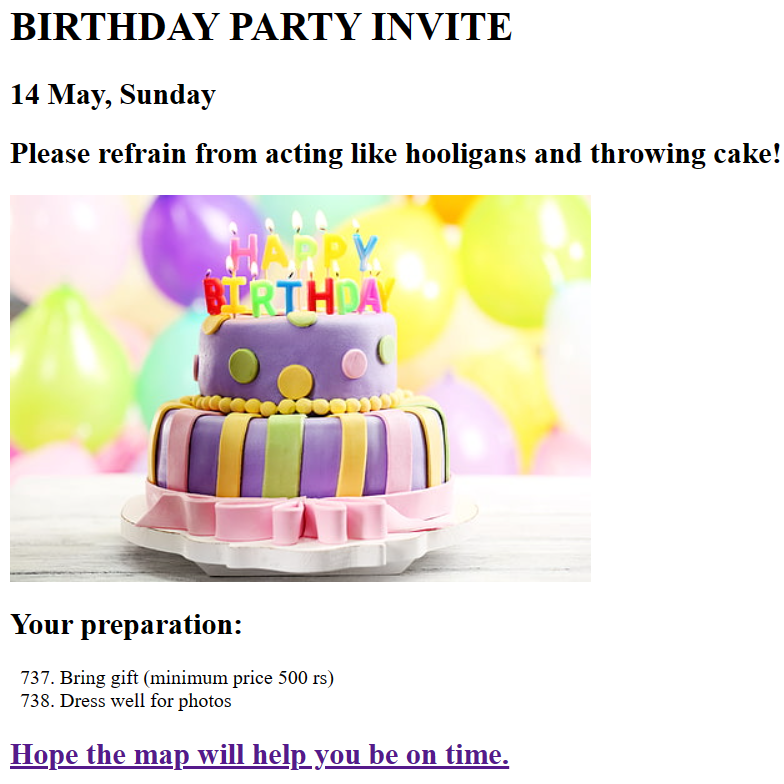 BIRTHDAY PARTY INVITE
14 May, Sunday
Please refrain from acting like hooligans and throwing cake!
HAPPY
BIRTHDAY
Your preparation:
737. Bring gift (minimum price 500 rs)
738. Dress well for photos
Hope the map will help you be on time.